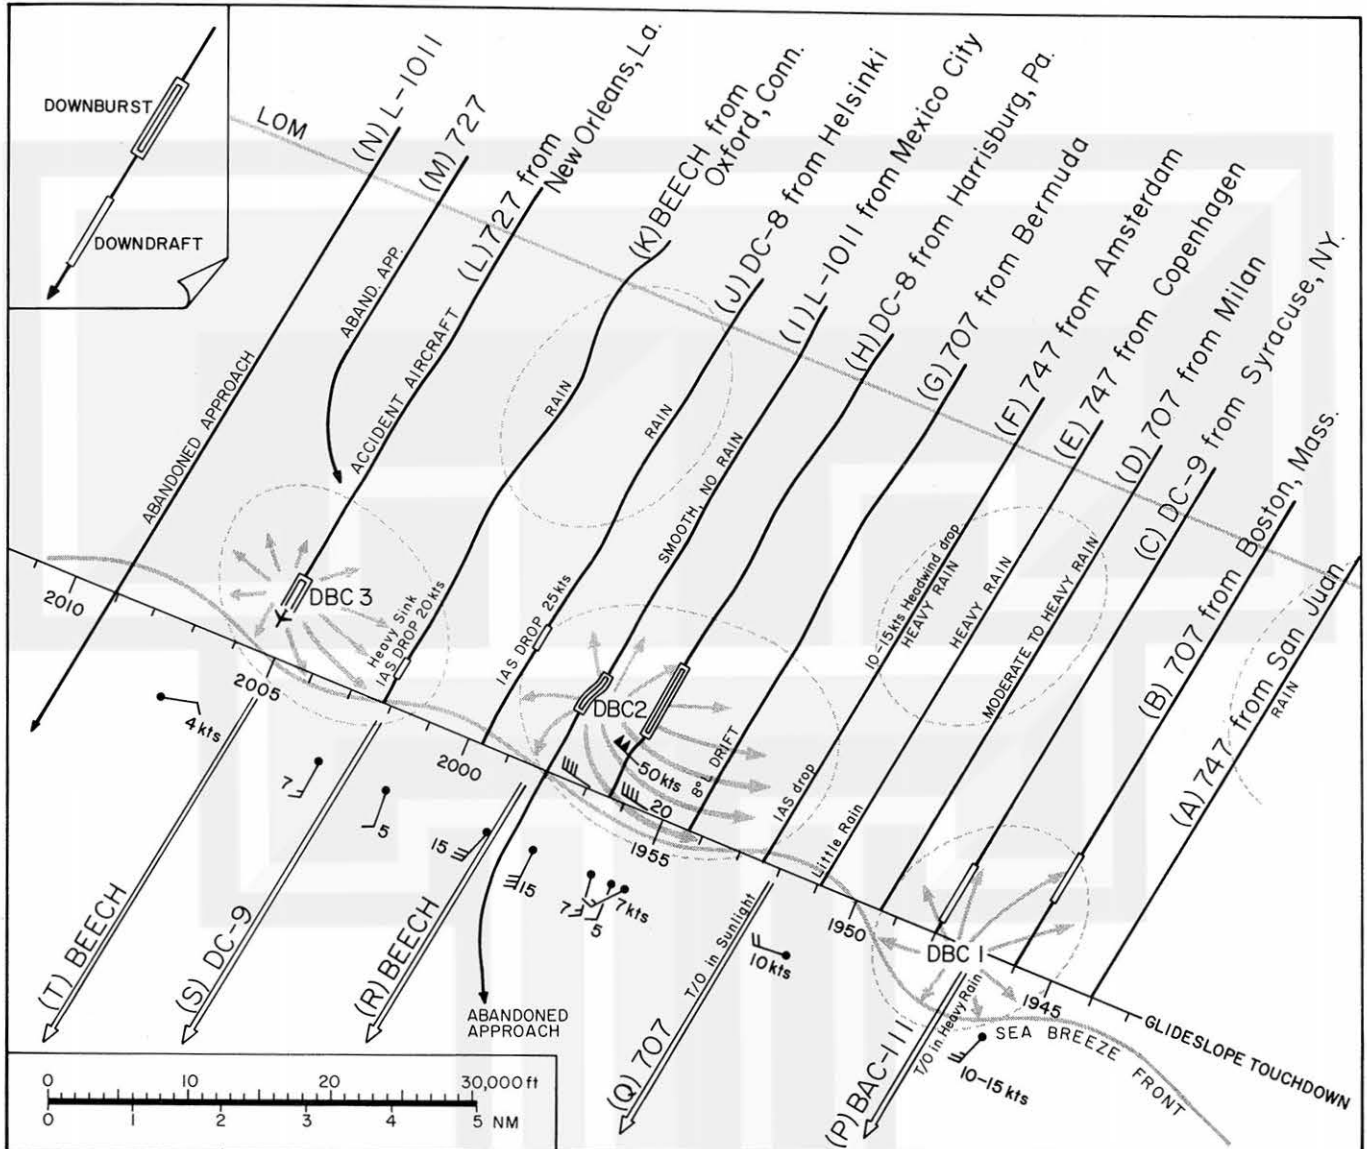 DOWNBURST
DOWNDRAFT
LOM
(N) L-1011
(M) 727
(L) 727 from
New Orleans, La.
(K) BEECH from
Oxford, Conn.
(J) DC-8 from Helsinki
(I) L-1011 from Mexico City
(H) DC-8 from Harrisburg, Pa.
(G) 707 from Bermuda
(F) 747 from Amsterdam
(E) 747 from Copenhagen
(D) 707 from Milan
(C) DC-9 from Syracuse, NY.
(B) 707 from Boston, Mass.
(A) 747 from San Juan.
RAIN
ABANDONED APPROACH
ABAND. APP.
ACCIDENT AIRCRAFT
RAIN
RAIN
SMOOTH, NO RAIN
10-15kts Hedwind drop
HEAVY RAIN
HEAVY RAIN
MODERATE TO HEAVY RAIN
DBC 3
Heavy Sink
IAS DROP 20kts
IAS DROP 25kts
DBC2
50kts
20
8° DRIFT
IAS drop
Little Rain
DBC 1
2010
2005
2000
1955
1950
1945
GLIDESLOPE TOUCHDOWN
SEA BREEZE FRONT
4kts
7
5
15
15
7
5
7kts
10kts
10-15kts
(T) BEECH
(S) DC-9
(R) BEECH
ABANDONED
APPROACH
(Q) 707
T/O in Sunlight
(P) BAC-111
T/O in Heavy Rain
0 10 20 30,000 ft
0 1 2 3 4 5 NM